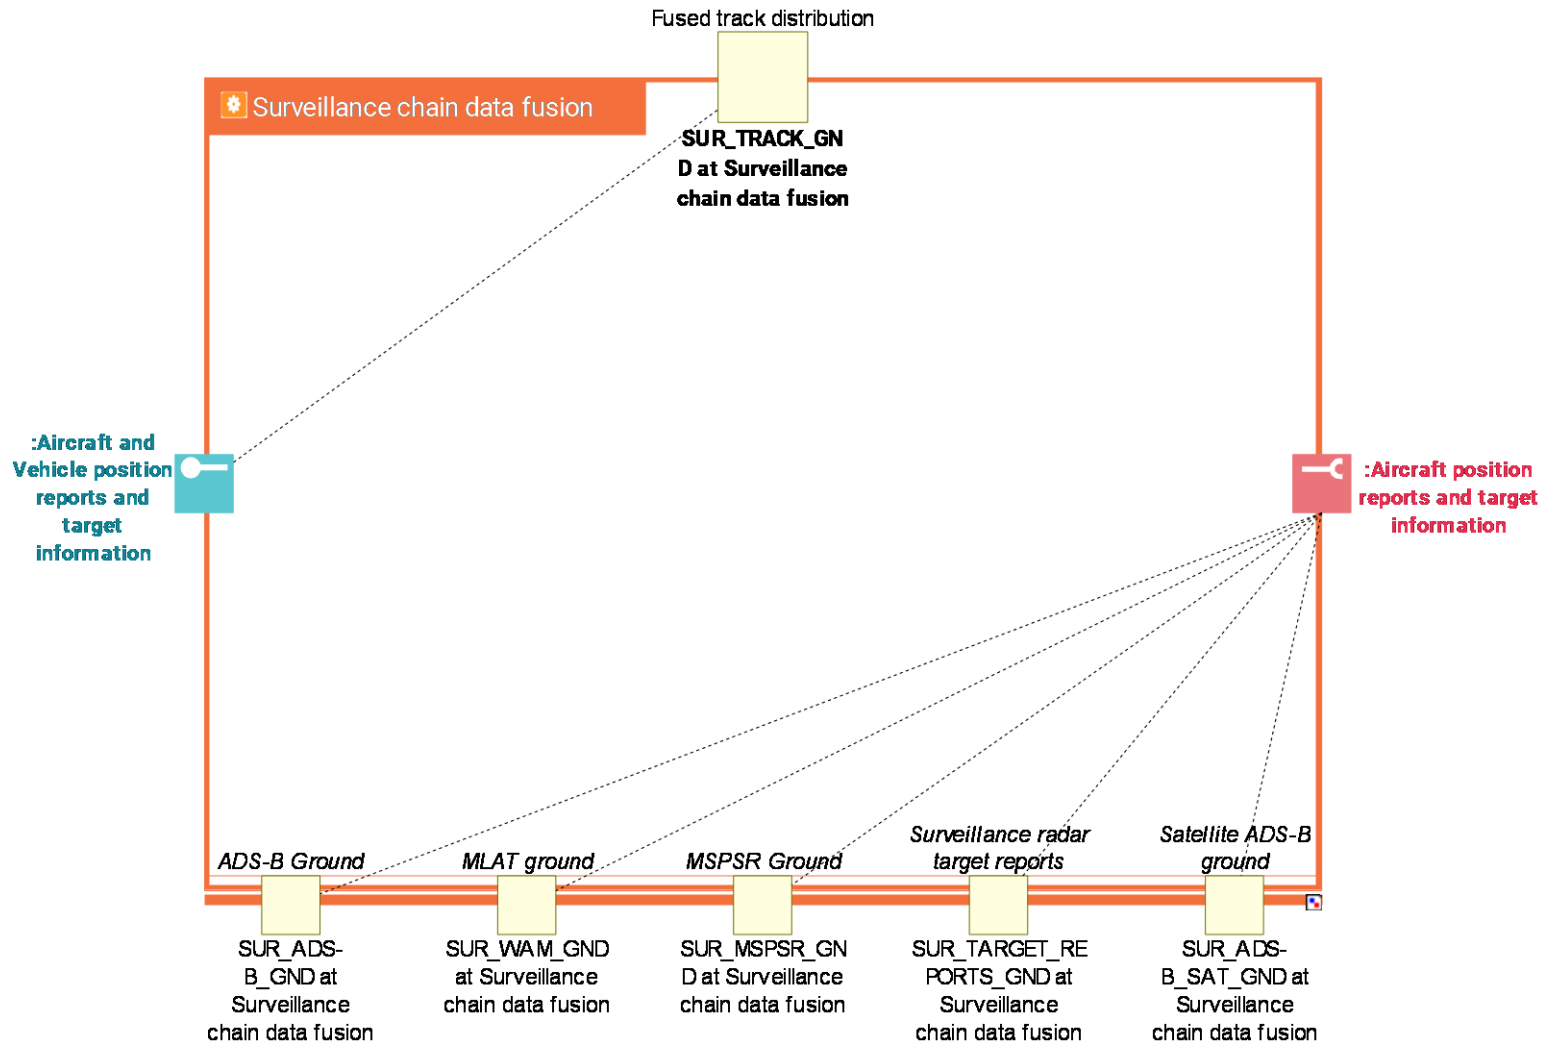 Fused track distribution
Surveillance chain data fusion
SUR_TRACK_GN
D at Surveillance
chain data fusion
:Aircraft and
Vehicle position
reports and
target
information
:Aircraft position
reports and target
information
ADS-B Ground
MLAT ground
MSPSR Ground
Surveillance radar
target reports
Satellite ADS-B
ground
SUR_ADS-
B_GND at
Surveillance
chain data fusion
SUR_WAM_GND
at Surveillance
chain data fusion
SUR_MSPSR_GN
D at Surveillance
chain data fusion
SUR_TARGET_RE
PORTS_GND at
Surveillance
chain data fusion
SUR_ADS-
B_SAT_GND at
Surveillance
chain data fusion